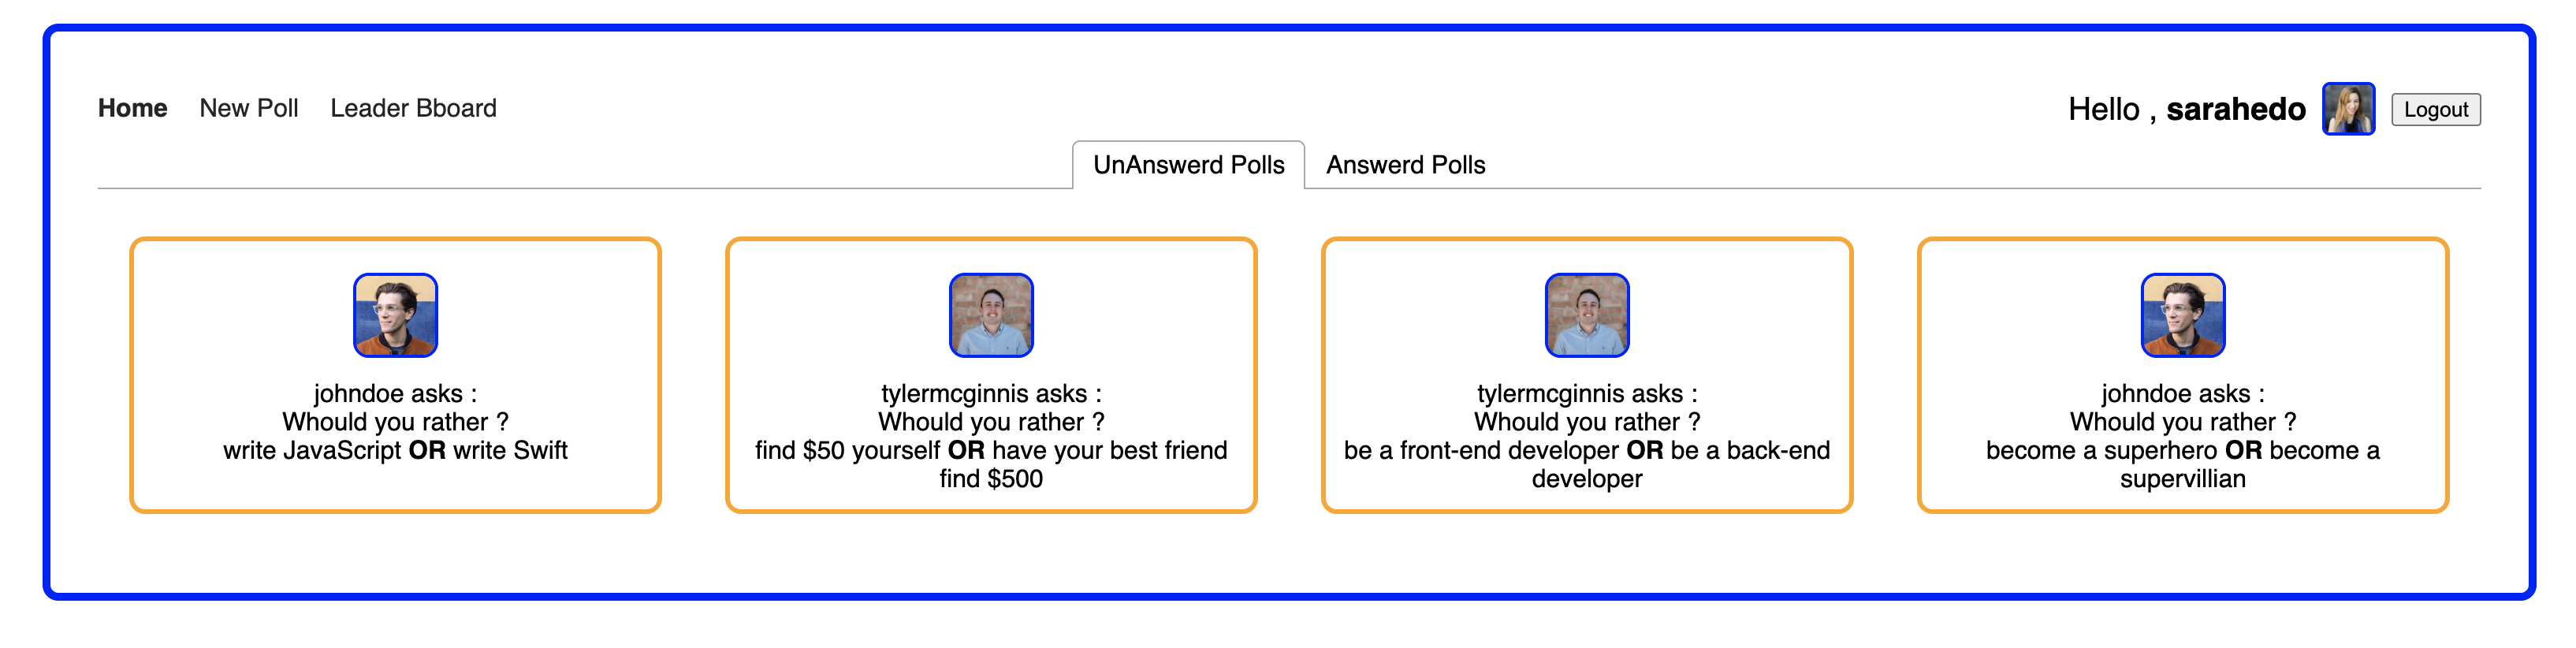 Home New Poll Leader Bboard
Hello , sarahedo Logout
UnAnswerd Polls Answerd Polls
johndoe asks :
Whould you rather ?
write JavaScript OR write Swift
tylermcginnis asks :
Whould you rather ?
find $50 yourself OR have your best friend
find $500
tylermcginnis asks :
Whould you rather ?
be a front-end developer OR be a back-end
developer
johndoe asks :
Whould you rather ?
become a superhero OR become a
supervillian